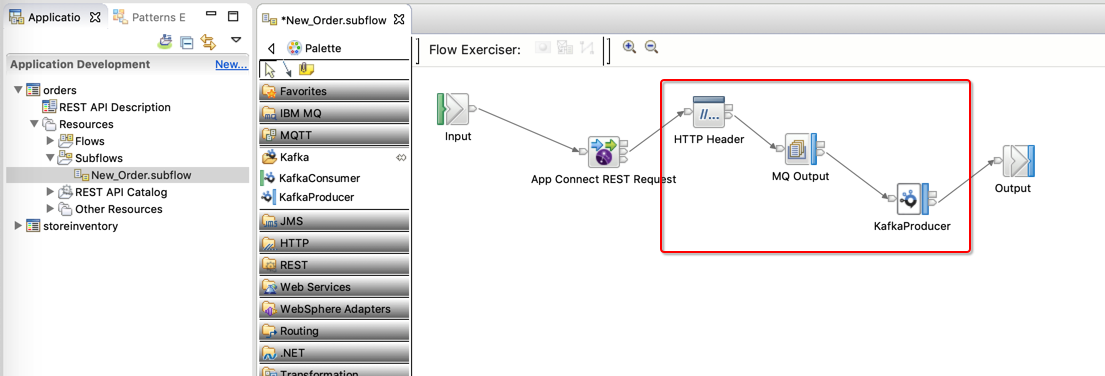 Applicatio
Patterns E
Application Development
New...
orders
REST API Description
Resources
Flows
Subflows
New_Order.subflow
REST API Catalog
Other Resources
storeinventory
*New_Order.subflow
Palette
Favorites
IBM MQ
MQTT
Kafka
KafkaConsumer
KafkaProducer
JMS
HTTP
REST
Web Services
WebSphere Adapters
Routing
.NET
Transformation
Flow Exerciser:
Input
App Connect REST Request
//...
HTTP Header
MQ Output
KafkaProducer
Output